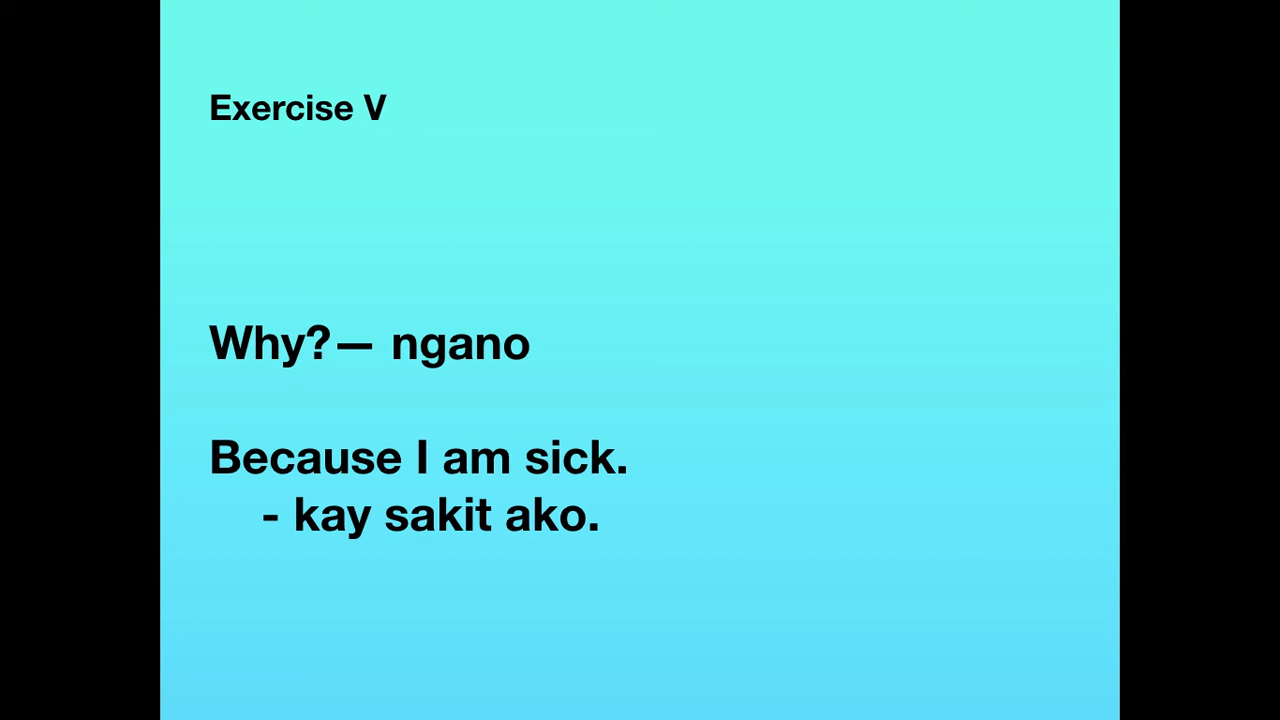 Exercise V
Why?— ngano
Because I am sick.
- kay sakit ako.